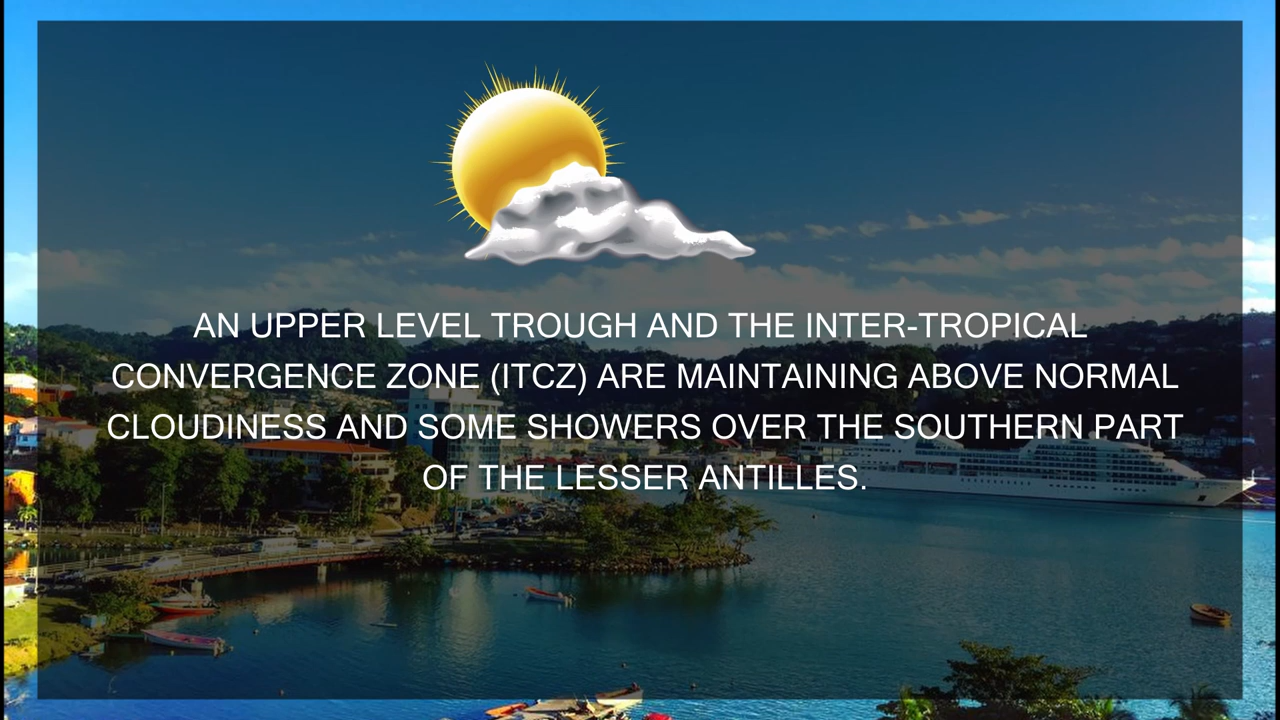 AN UPPER LEVEL TROUGH AND THE INTER-TROPICAL
CONVERGENCE ZONE (ITCZ) ARE MAINTAINING ABOVE NORMAL
CLOUDINESS AND SOME SHOWERS OVER THE SOUTHERN PART
OF THE LESSER ANTILLES.